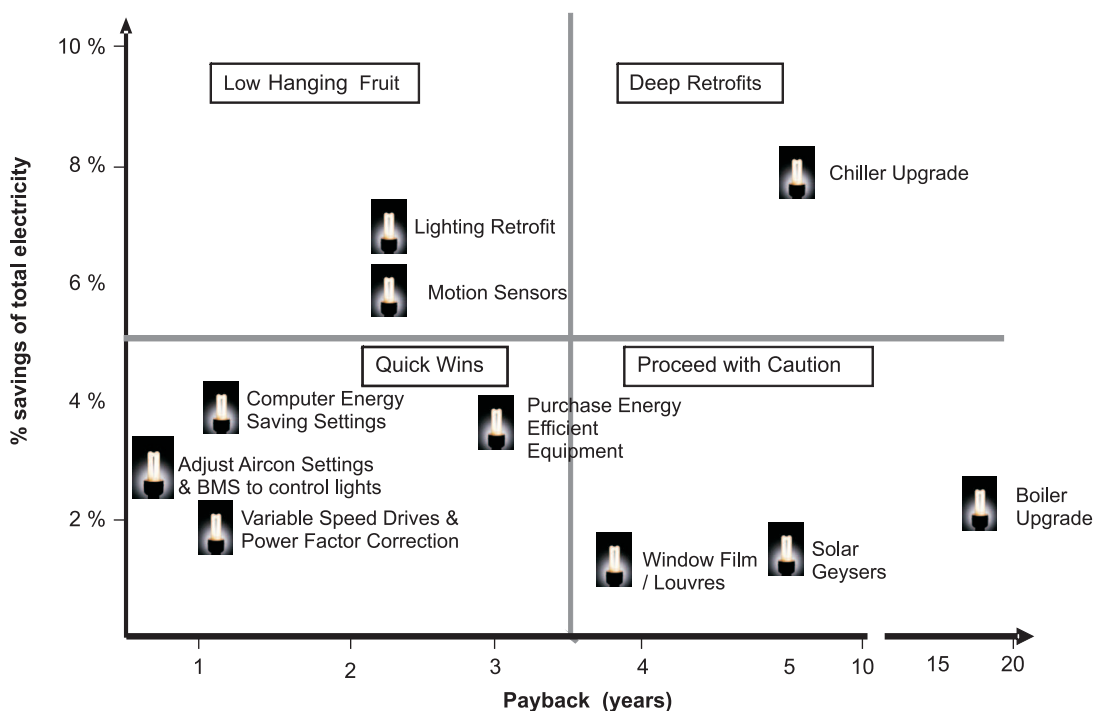 10 %
Low Hanging Fruit
Deep Retrofits
8 %
Chiller Upgrade
Lighting Retrofit
6 %
Motion Sensors
% savings of total electricity
Quick Wins
Proceed with Caution
4 %
Computer Energy
Saving Settings
Purchase Energy
Efficient
Equipment
Adjust Aircon Settings
& BMS to control lights
2 %
Variable Speed Drives &
Power Factor Correction
Window Film
/ Louvres
Solar
Geysers
Boiler
Upgrade
1 2 3 4 5 10 15 20
Payback (years)